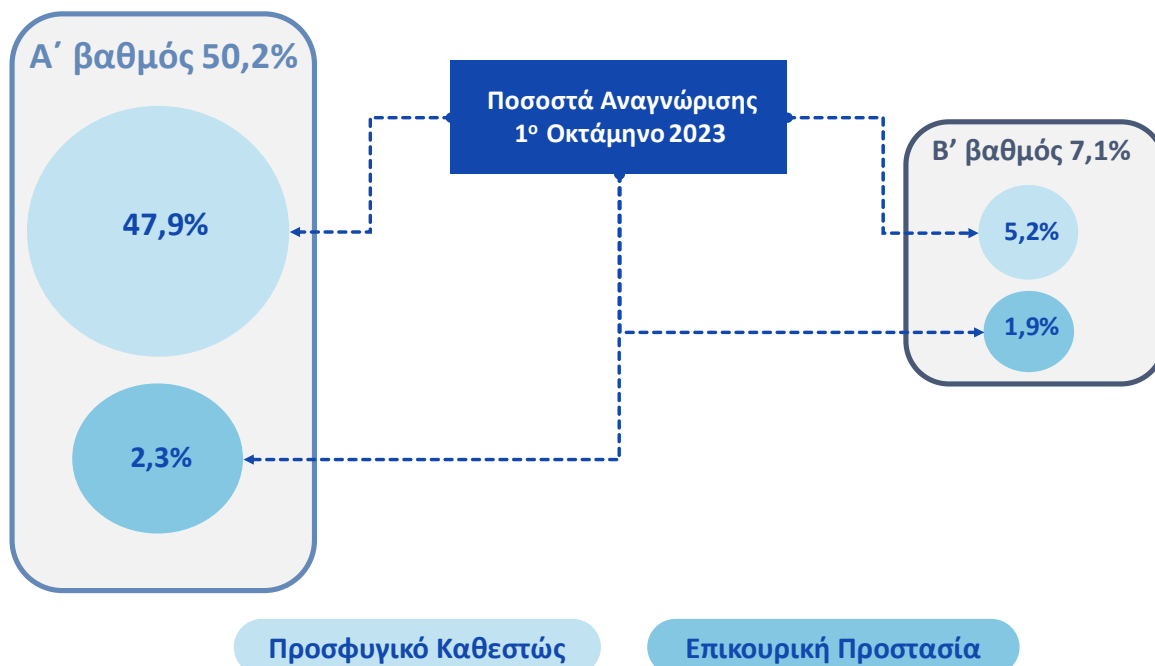 Α΄ βαθμός 50,2%
47,9%
2,3%
Ποσοστά Αναγνώρισης
1ο Οκτάμηνο 2023
Β’ βαθμός 7,1%
5,2%
1,9%
Προσφυγικό Καθεστώς
Επικουρική Προστασία